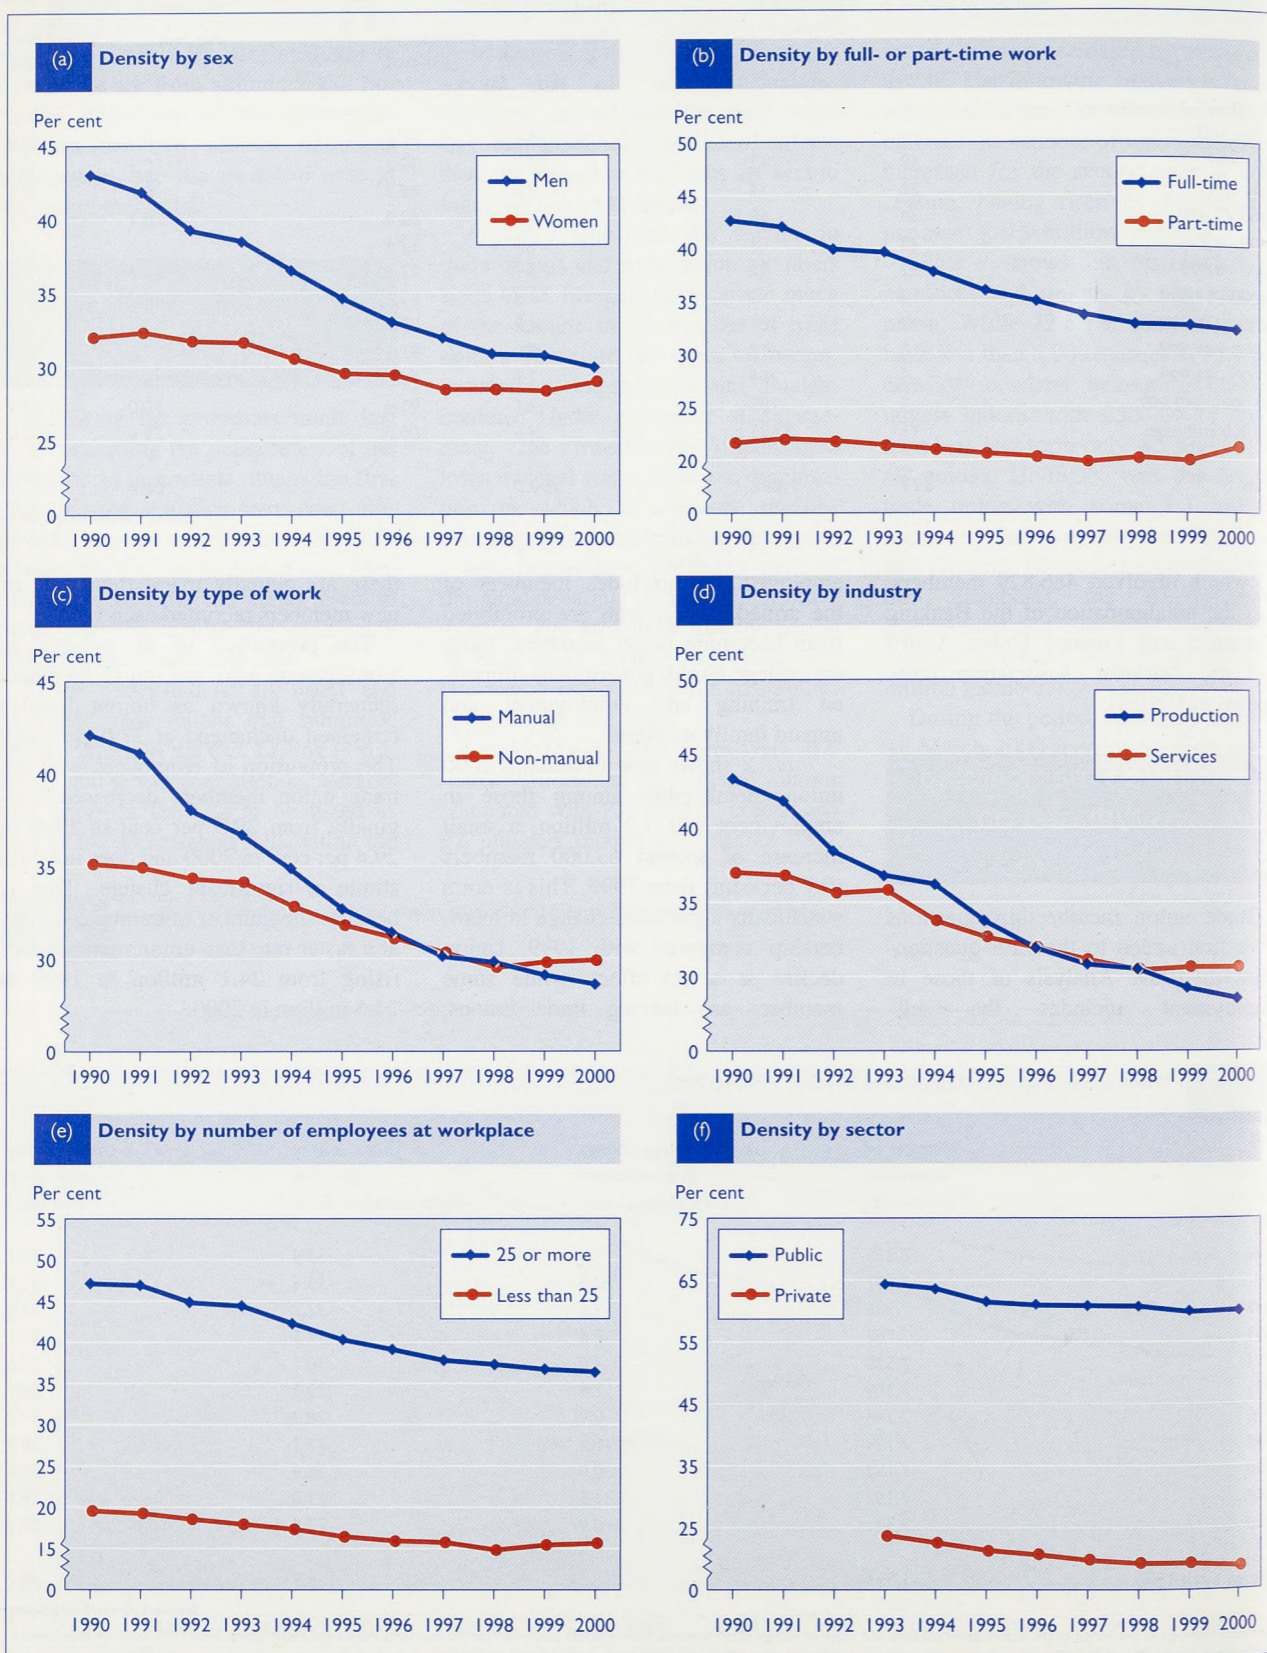 (a) Density by sex
Per cent
45
40
35
30
25
0
Men
Women
1990 1991 1992 1993 1994 1995 1996 1997 1998 1999 2000
(b) Density by full- or part-time work
Per cent
50
45
40
35
30
25
20
0
Full-time
Part-time
1990 1991 1992 1993 1994 1995 1996 1997 1998 1999 2000
(c) Density by type of work
Per cent
45
40
35
30
0
Manual
Non-manual
1990 1991 1992 1993 1994 1995 1996 1997 1998 1999 2000
(d) Density by industry
Per cent
50
45
40
35
30
0
Production
Services
1990 1991 1992 1993 1994 1995 1996 1997 1998 1999 2000
(e) Density by number of employees at workplace
Per cent
55
50
45
40
35
30
25
20
15
0
25 or more
Less than 25
1990 1991 1992 1993 1994 1995 1996 1997 1998 1999 2000
(f) Density by sector
Per cent
75
65
55
45
35
25
0
Public
Private
1990 1991 1992 1993 1994 1995 1996 1997 1998 1999 2000